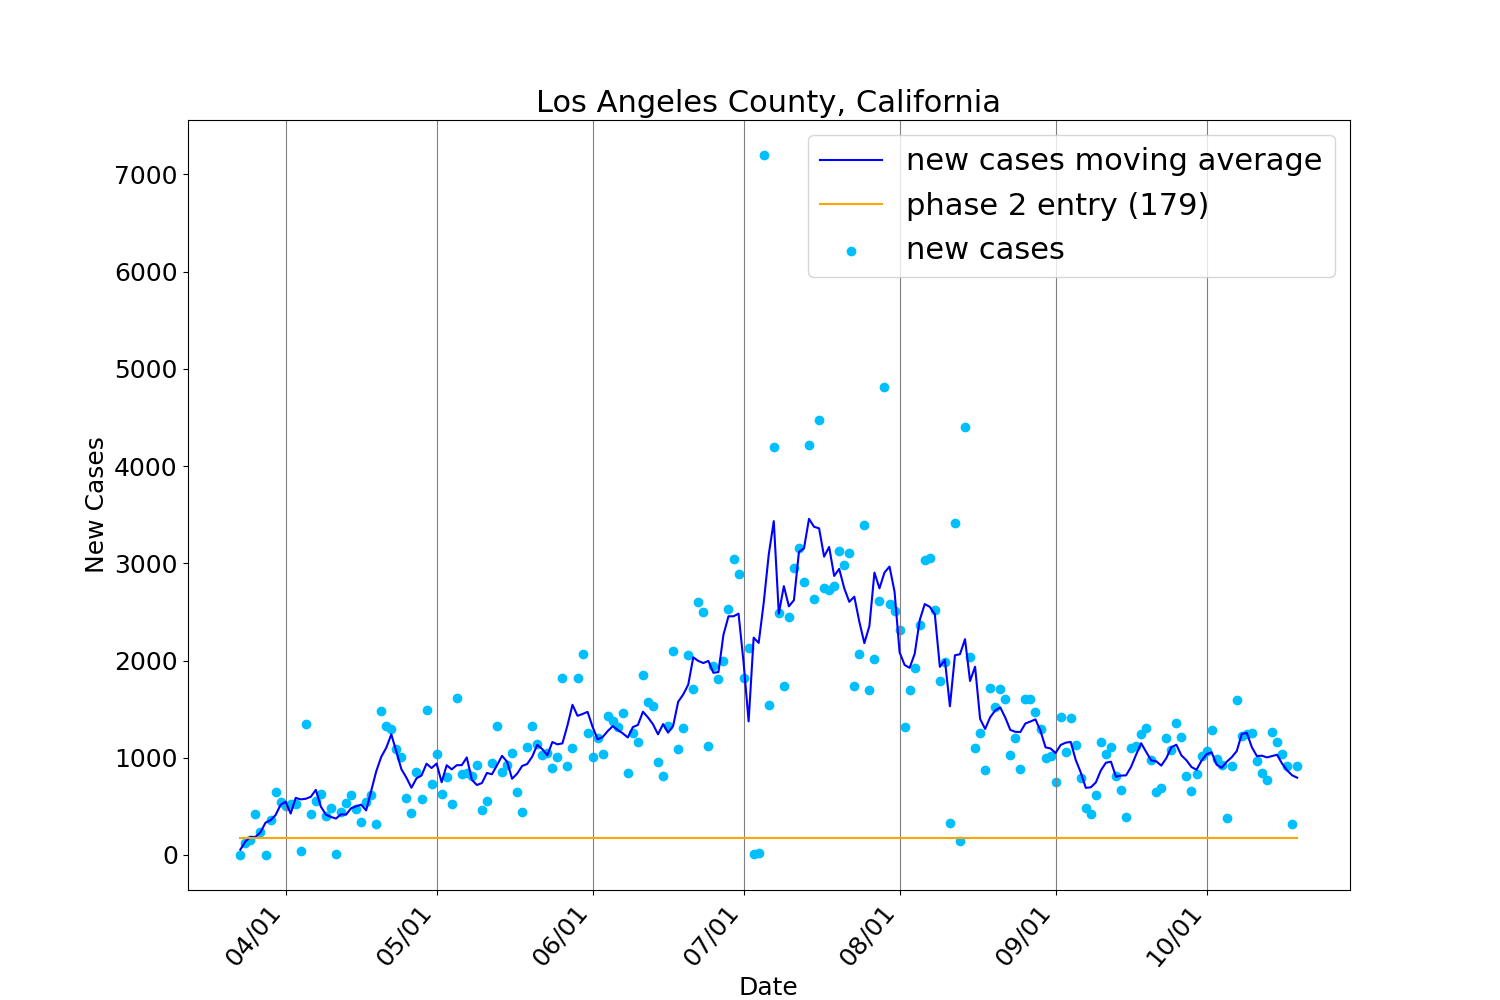 Los Angeles County, California
new cases moving average
phase 2 entry (179)
new cases
7000
6000
5000
4000
3000
2000
1000
0
New Cases
04/01
05/01
06/01
07/01
08/01
09/01
10/01
Date